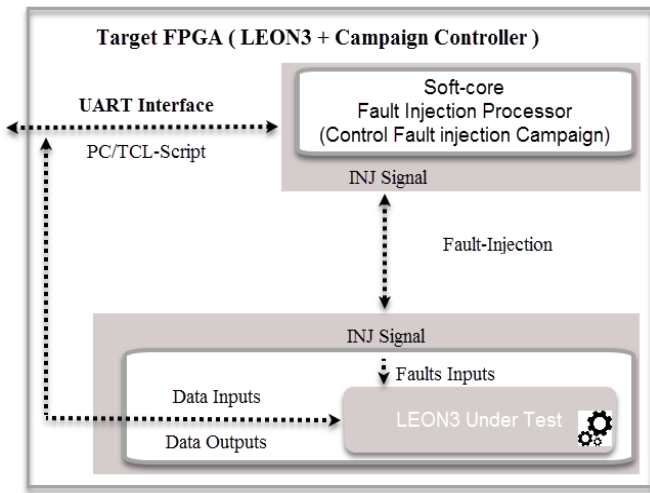 Target FPGA ( LEON3 + Campaign Controller )
Soft-core
Fault Injection Processor
(Control Fault injection Campaign)
UART Interface
PC/TCL-Script
INJ Signal
Fault-Injection
INJ Signal
Faults Inputs
Data Inputs
LEON3 Under Test
Data Outputs